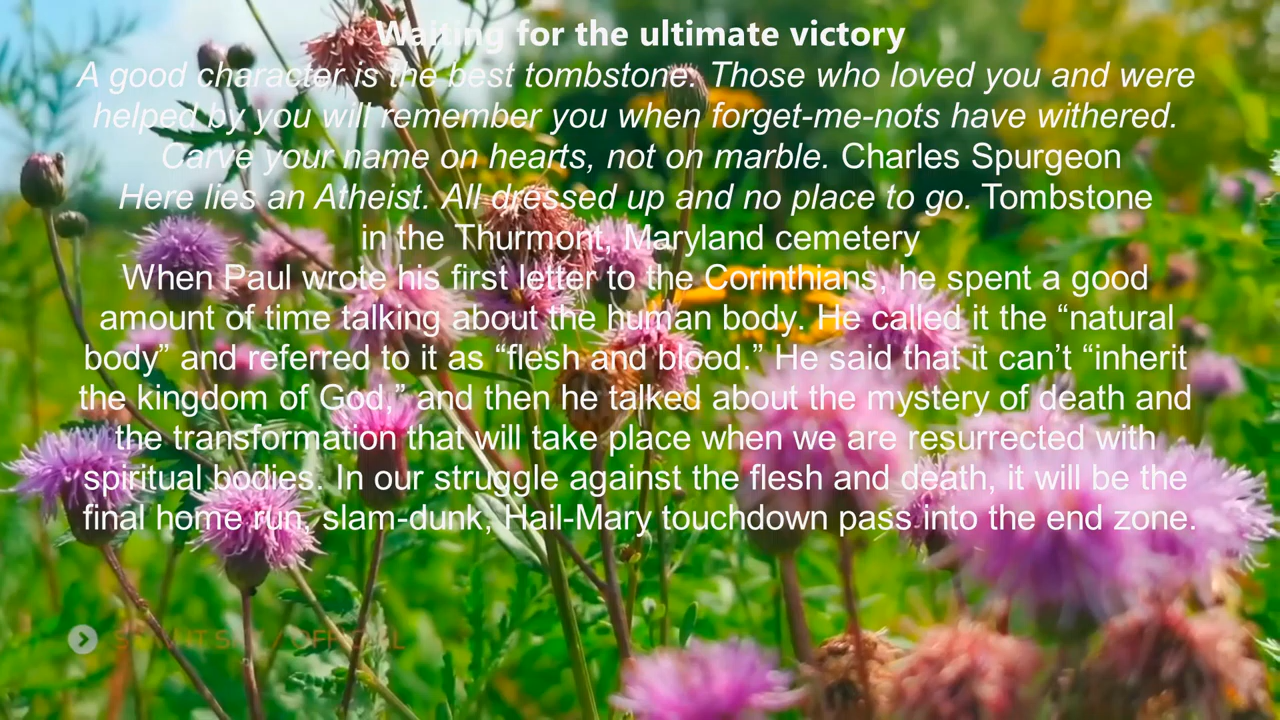 Waiting for the ultimate victory
A good character is the best tombstone. Those who loved you and were
helped by you will remember you when forget-me-nots have withered.
Carve your name on hearts, not on marble. Charles Spurgeon
Here lies an Atheist. All dressed up and no place to go. Tombstone
in the Thurmont, Maryland cemetery
When Paul wrote his first letter to the Corinthians, he spent a good
amount of time talking about the human body. He called it the “natural
body” and referred to it as “flesh and blood.” He said that it can’t “inherit
the kingdom of God,” and then he talked about the mystery of death and
the transformation that will take place when we are resurrected with
spiritual bodies. In our struggle against the flesh and death, it will be the
final home run, slam-dunk, Hail-Mary touchdown pass into the end zone.